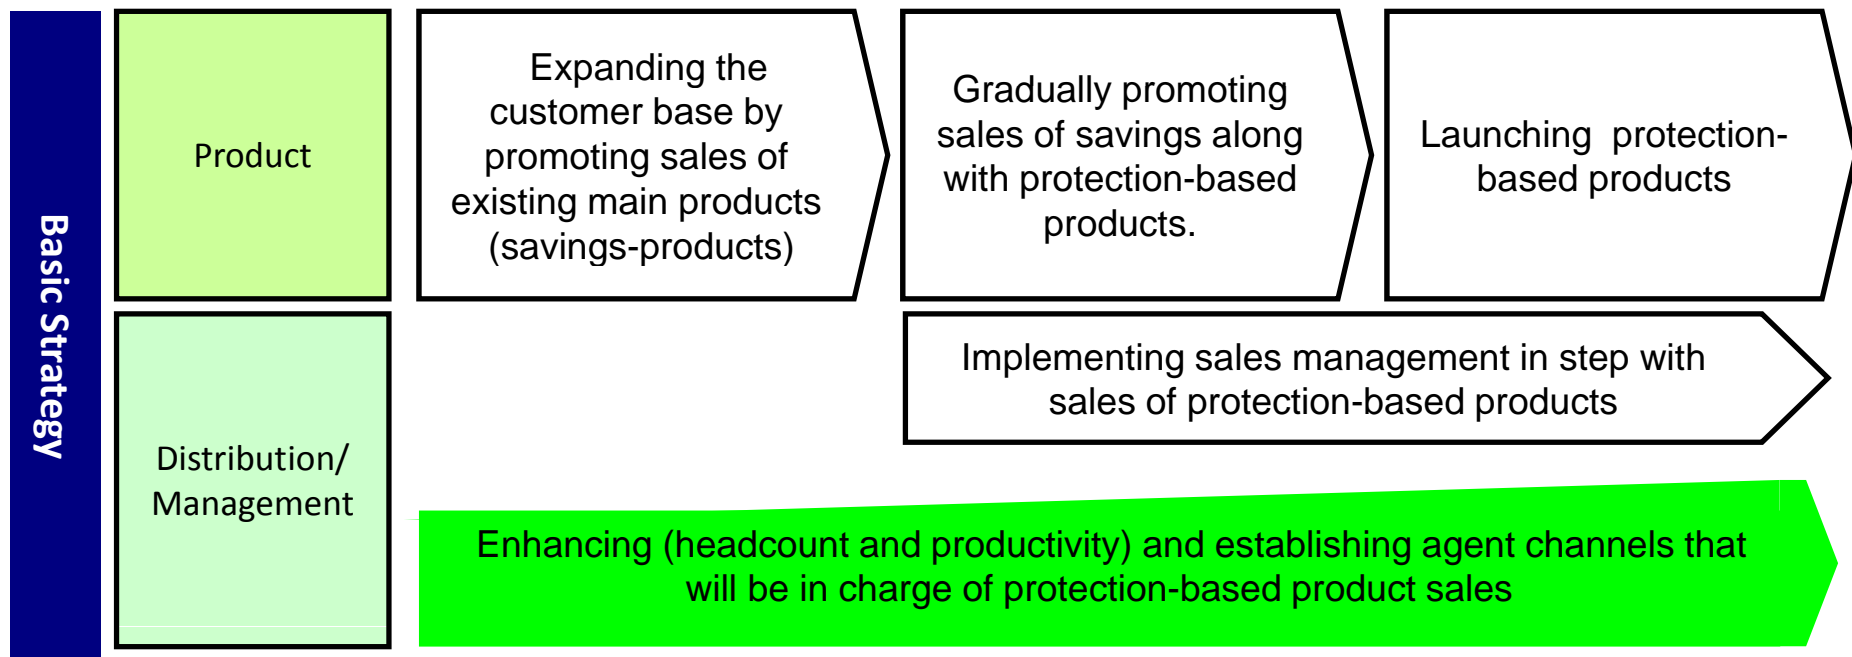 Basic Strategy
Product
Expanding the
customer base by
promoting sales of
existing main products
(savings-products)
Gradually promoting
sales of savings along
with protection-based
products.
Launching protection-
based products
Distribution/
Management
Implementing sales management in step with
sales of protection-based products
Enhancing (headcount and productivity) and establishing agent channels that
will be in charge of protection-based product sales